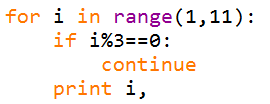 for i in range(1,11):
    if i%3==0:
        continue
    print i,